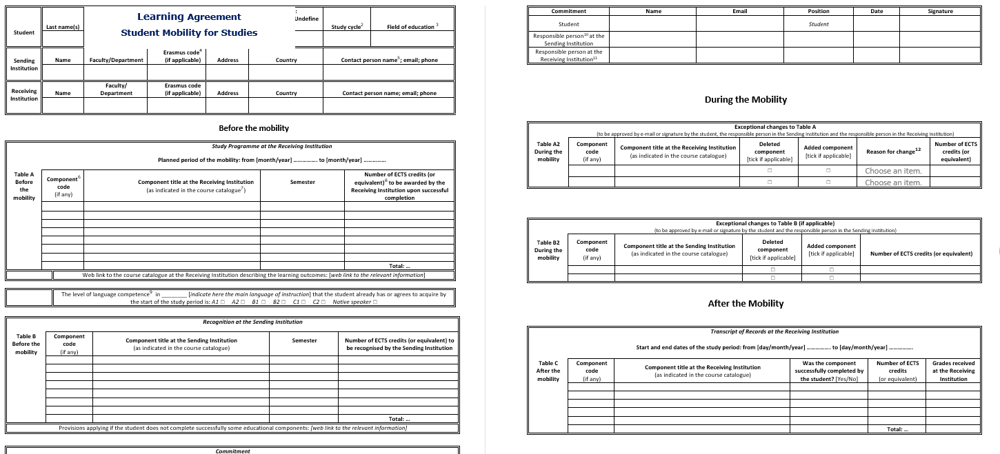 Learning Agreement
Student Mobility for Studies
Student
Last name(s)
:
Undefine
Study cycle2
Field of education 3
Sending
Institution
Name
Faculty/Department
Erasmus code4
(if applicable)
Address
Country
Contact person name5; email; phone
Receiving
Institution
Name
Faculty/
Department
Erasmus code
(if applicable)
Address
Country
Contact person name; email; phone
Before the mobility
Study Programme at the Receiving Institution
Planned period of the mobility: from [month/year] ................ to [month/year] ...............
Table A
Before
the
mobility
Component6
code
(if any)
Component title at the Receiving Institution
(as indicated in the course catalogue7)
Semester
Number of ECTS credits (or
equivalent)8 to be awarded by the
Receiving Institution upon successful
completion
Total: …
Web link to the course catalogue at the Receiving Institution describing the learning outcomes: [web link to the relevant information]
The level of language competence9 in ________ [indicate here the main language of instruction] that the student already has or agrees to acquire by
the start of the study period is: A1 ☐ A2 ☐ B1 ☐ B2 ☐ C1 ☐ C2 ☐ Native speaker ☐
Recognition at the Sending Institution
Table B
Before the
mobility
Component
code
(if any)
Component title at the Sending Institution
(as indicated in the course catalogue)
Semester
Number of ECTS credits (or equivalent) to
be recognised by the Sending Institution
Total: …
Provisions applying if the student does not complete successfully some educational components: [web link to the relevant information]
Commitment
Commitment
Name
Email
Position
Date
Signature
Student
Student
Responsible person10 at the
Sending Institution
Responsible person at the
Receiving Institution11
During the Mobility
Exceptional changes to Table A
(to be approved by e-mail or signature by the student, the responsible person in the Sending Institution and the responsible person in the Receiving Institution)
Table A2
During the
mobility
Component
code
(if any)
Component title at the Receiving Institution
(as indicated in the course catalogue)
Deleted
component
[tick if applicable]
Added component
[tick if applicable]
Reason for change12
Number of ECTS
credits (or
equivalent)
☐ ☐ Choose an item.
☐ ☐ Choose an item.
Exceptional changes to Table B (if applicable)
(to be approved by e-mail or signature by the student and the responsible person in the Sending Institution)
Table B2
During the
mobility
Component
code
(if any)
Component title at the Sending Institution
(as indicated in the course catalogue)
Deleted
component
[tick if applicable]
Added component
[tick if applicable]
Number of ECTS credits (or equivalent)
☐ ☐
☐ ☐
After the Mobility
Transcript of Records at the Receiving Institution
Start and end dates of the study period: from [day/month/year] ................ to [day/month/year] ................
Table C
After the
mobility
Component
code
(if any)
Component title at the Receiving Institution
(as indicated in the course catalogue)
Was the component
successfully completed by
the student? [Yes/No]
Number of ECTS
credits
(or equivalent)
Grades received
at the Receiving
Institution
Total: …